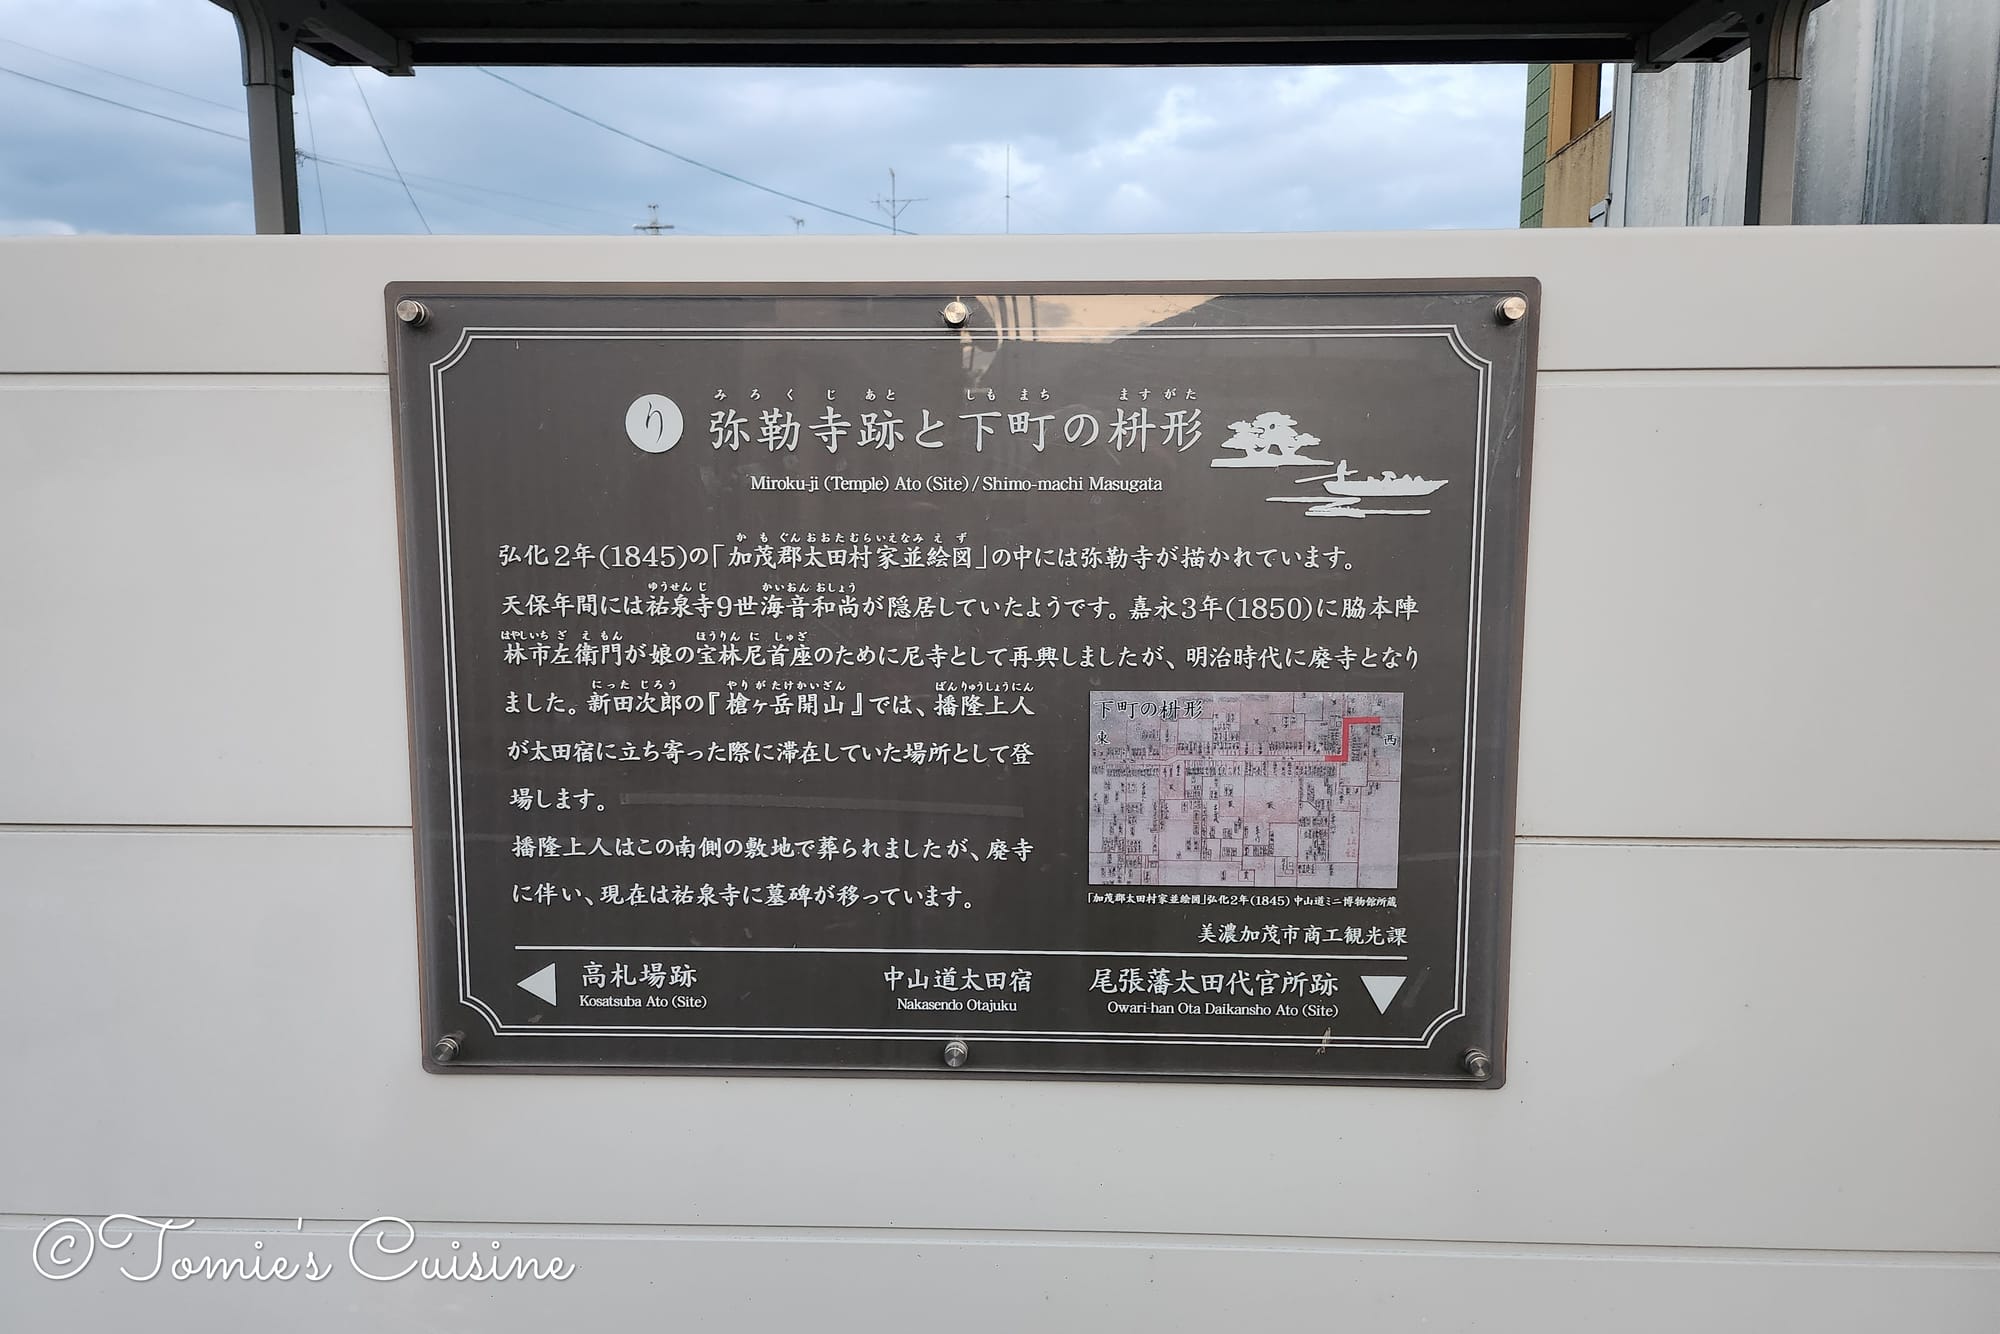 り 弥勒寺跡と下町の枡形
みろくじあと しもまち ますがた
Miroku-ji (Temple) Ato (Site) / Shimo-machi Masugata
かもぐんおおたむらいえなみえず
弘化2年(1845)の「加茂郡太田村家並絵図」の中には弥勒寺が描かれています。
ゆうせんじ かいおんおしょう
天保年間には祐泉寺9世海音和尚が隠居していたようです。嘉永3年(1850)に脇本陣
はやしいちざえもん ほうりんにしゅざ
林市左衛門が娘の宝林尼首座のために尼寺として再興しましたが、明治時代に廃寺となり
にったじろう やりがたけかいざん ばんりゅうしょうにん
ました。新田次郎の『槍ヶ岳開山』では、播隆上人
が太田宿に立ち寄った際に滞在していた場所として登
場します。
播隆上人はこの南側の敷地で葬られましたが、廃寺
に伴い、現在は祐泉寺に墓碑が移っています。
下町の枡形
東 西
「加茂郡太田村家並絵図」弘化2年(1845) 中山道ミニ博物館所蔵
美濃加茂市商工観光課
高札場跡 中山道太田宿 尾張藩太田代官所跡
Kosatsuba Ato (Site) Nakasendo Otajuku Owari-han Ota Daikansho Ato (Site)
©Tomie's Cuisine